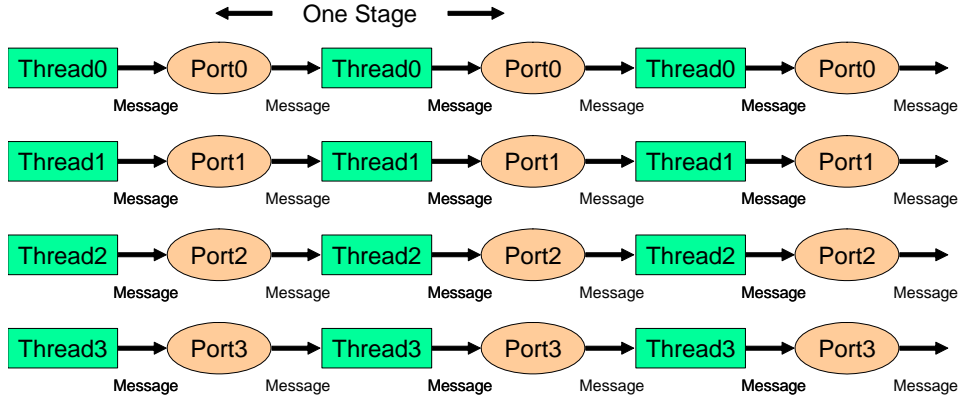 One Stage
Thread0 Port0 Thread0 Port0 Thread0 Port0
Message Message Message Message Message Message
Thread1 Port1 Thread1 Port1 Thread1 Port1
Message Message Message Message Message Message
Thread2 Port2 Thread2 Port2 Thread2 Port2
Message Message Message Message Message Message
Thread3 Port3 Thread3 Port3 Thread3 Port3
Message Message Message Message Message Message